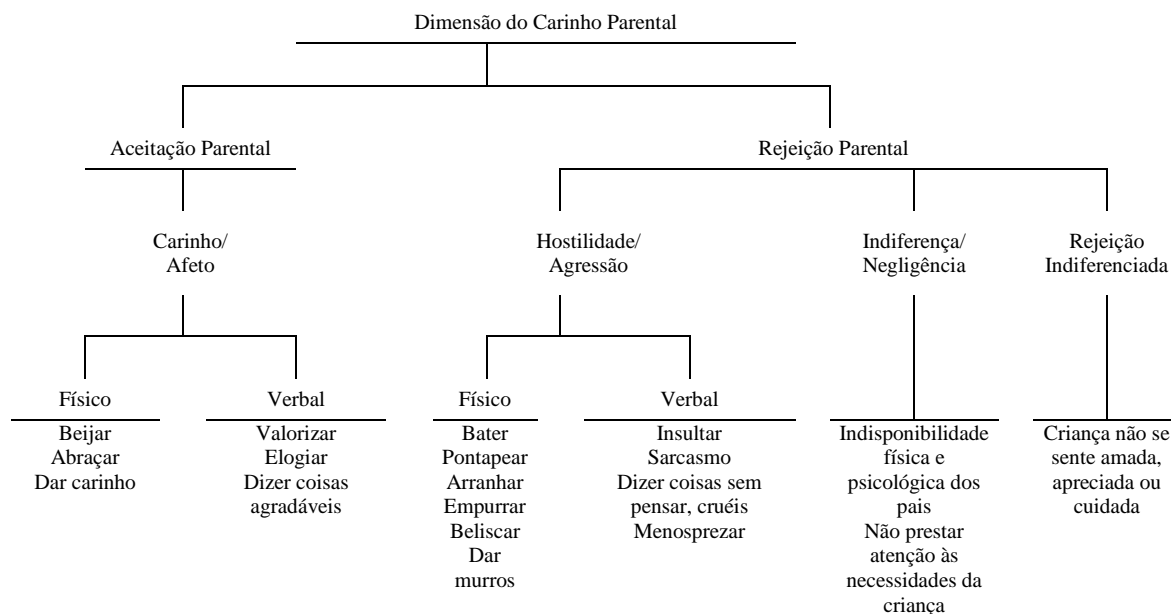 Dimensão do Carinho Parental
Aceitação Parental
Rejeição Parental
Carinho/
Afeto
Hostilidade/
Agressão
Indiferença/
Negligência
Rejeição
Indiferenciada
Físico
Beijar
Abraçar
Dar carinho
Verbal
Valorizar
Elogiar
Dizer coisas
agradáveis
Físico
Bater
Pontapear
Arranhar
Empurrar
Beliscar
Dar
murros
Verbal
Insultar
Sarcasmo
Dizer coisas sem
pensar, cruéis
Menosprezar
Indisponibilidade
física e
psicológica dos
pais
Não prestar
atenção às
necessidades da
criança
Criança não se
sente amada,
apreciada ou
cuidada